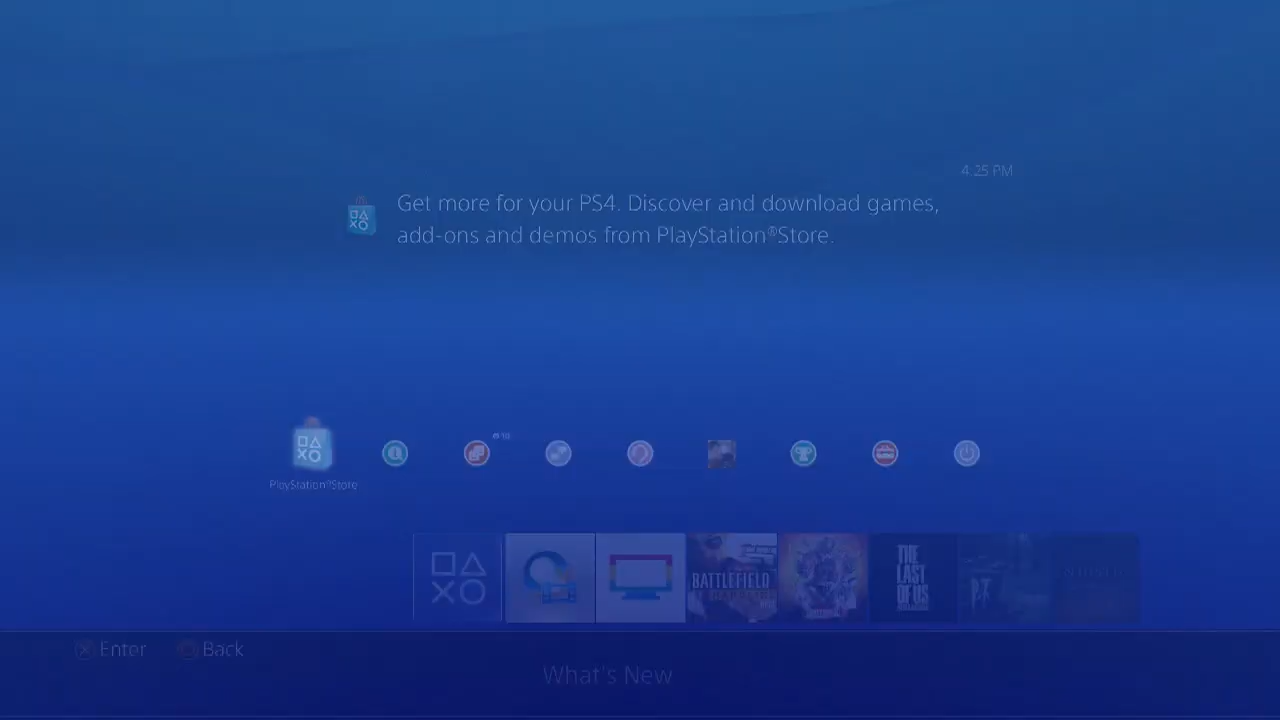 4:25 PM
Get more for your PS4. Discover and download games,
add-ons and demos from PlayStation®Store.
PlayStation®Store
BATTLEFIELD
THE
LAST
OF US
P.T.
Enter
Back
What's New